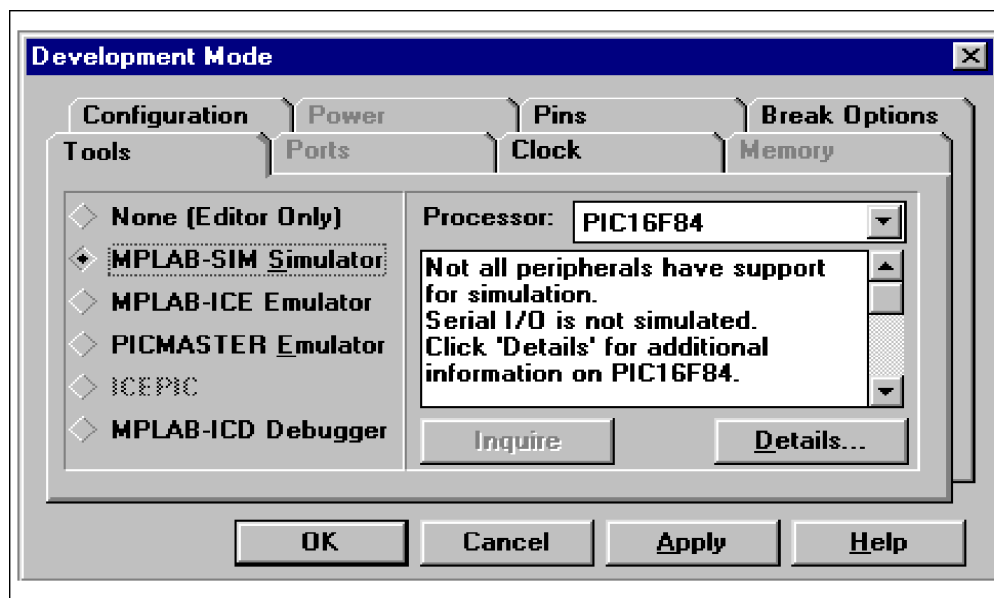 Development Mode
Configuration Power Pins Break Options
Tools Ports Clock Memory
None (Editor Only)
MPLAB-SIM Simulator
MPLAB-ICE Emulator
PICMASTER Emulator
ICEPIC
MPLAB-ICD Debugger
Processor: PIC16F84
Not all peripherals have support
for simulation.
Serial I/O is not simulated.
Click 'Details' for additional
information on PIC16F84.
Inquire Details...
OK Cancel Apply Help